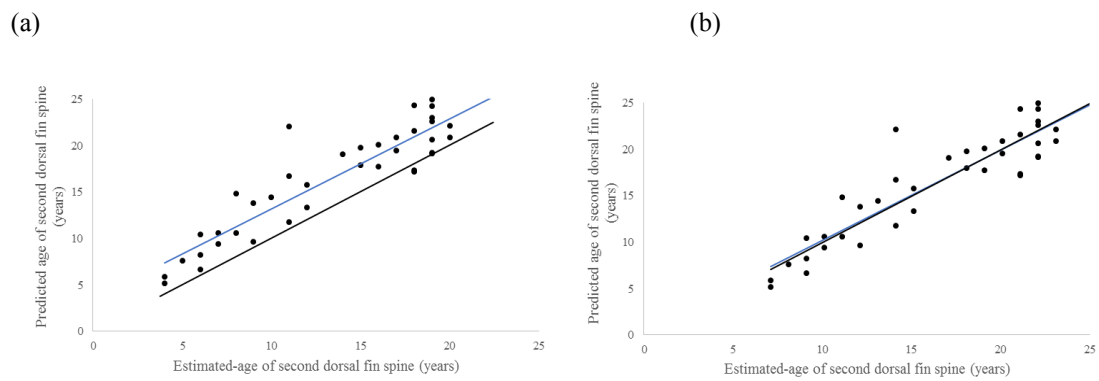 (a)
(b)
Predicted age of second dorsal fin spine
(years)
25
20
15
10
5
0
0 5 10 15 20 25
Estimated-age of second dorsal fin spine (years)
Predicted age of second dorsal fin spine
(years)
25
20
15
10
5
0
0 5 10 15 20 25
Estimated-age of second dorsal fin spine (years)